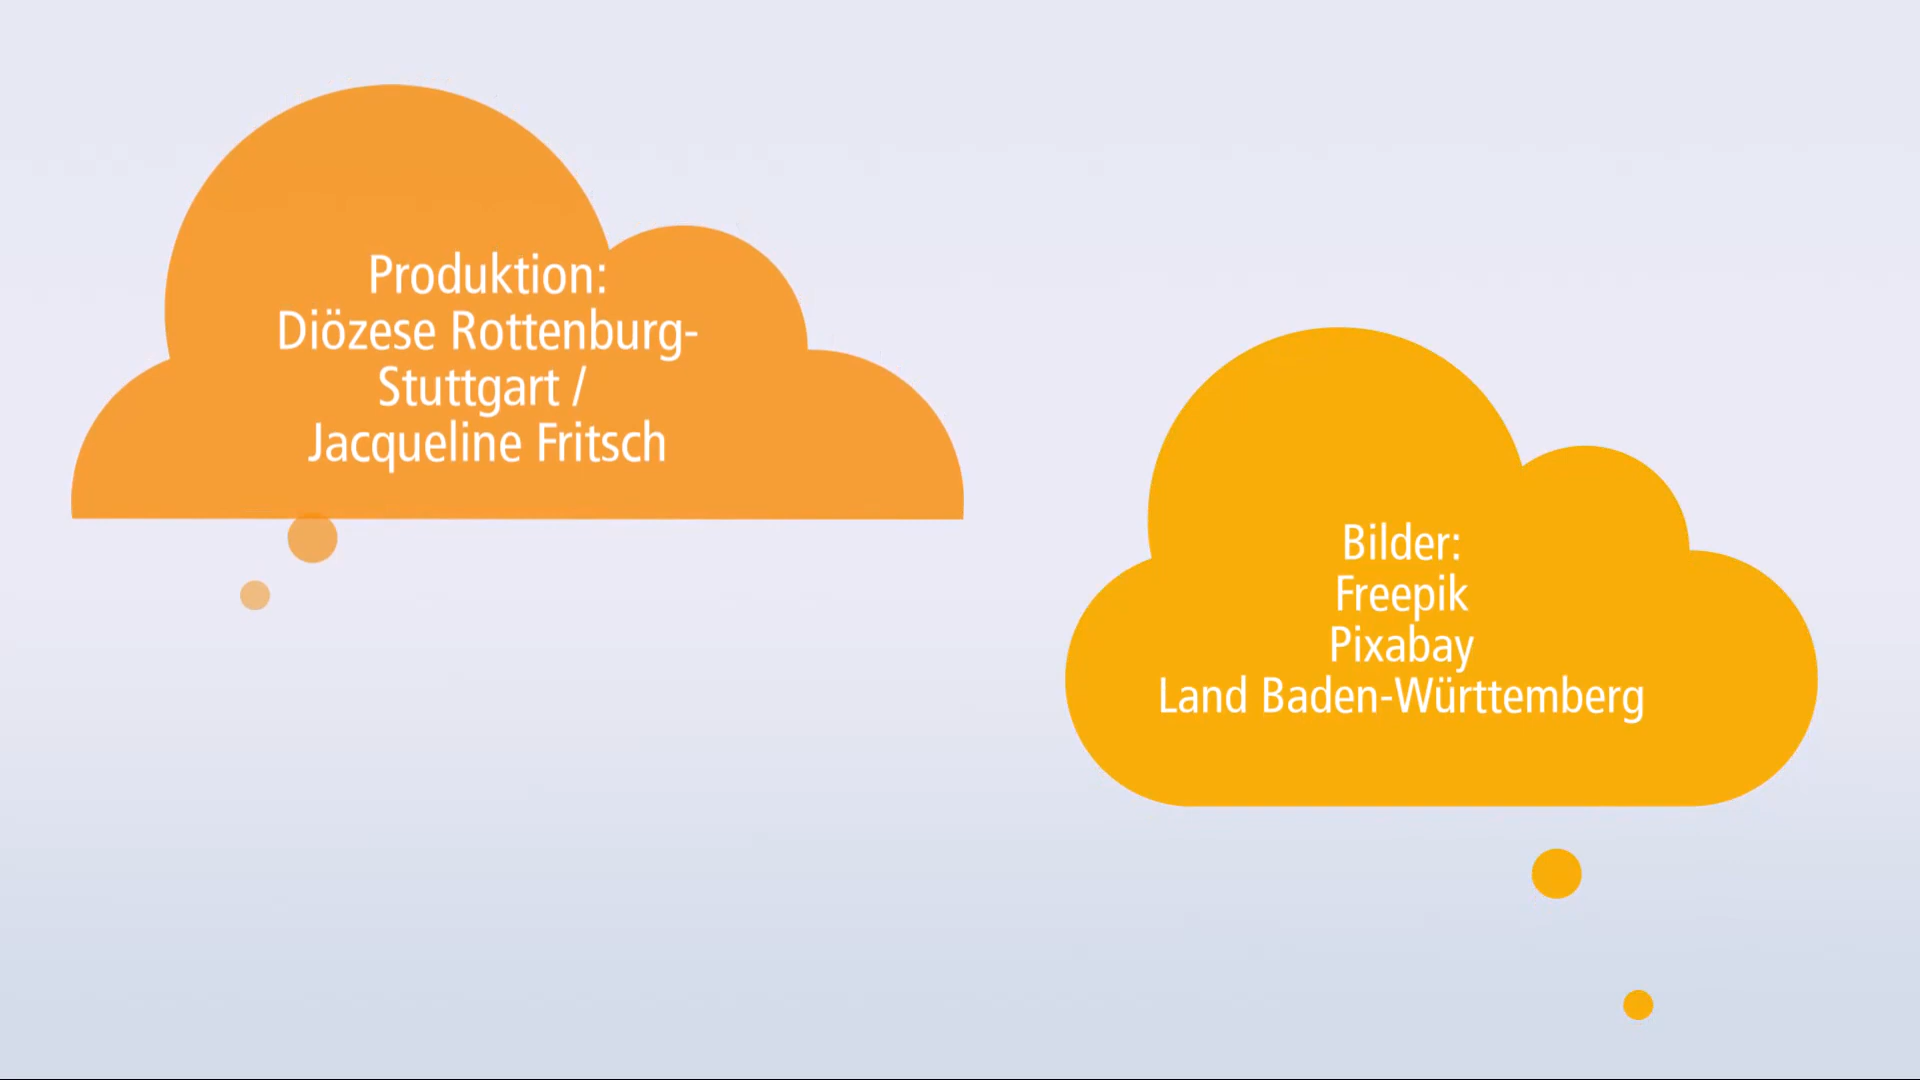 Produktion:
Diözese Rottenburg-
Stuttgart /
Jacqueline Fritsch
Bilder:
Freepik
Pixabay
Land Baden-Württemberg